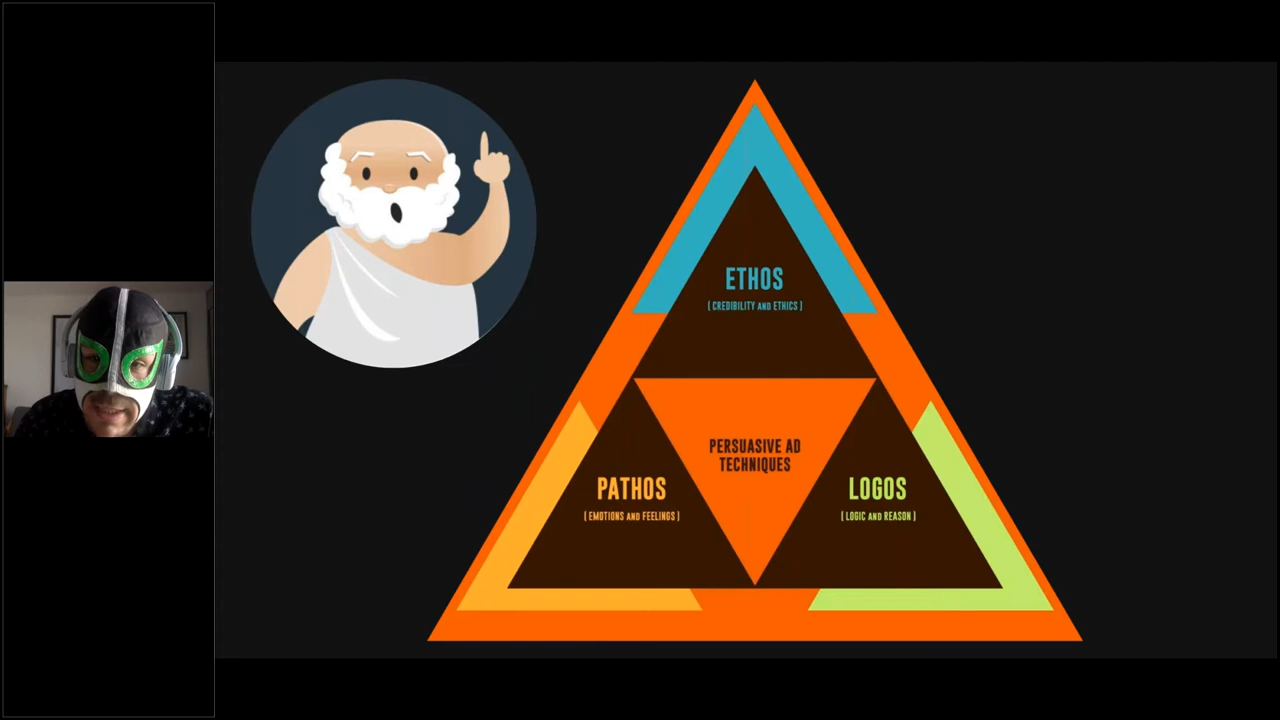 ETHOS
( CREDIBILITY AND ETHICS )
PERSUASIVE AD
TECHNIQUES
PATHOS
( EMOTIONS AND FEELINGS )
LOGOS
( LOGIC AND REASON )